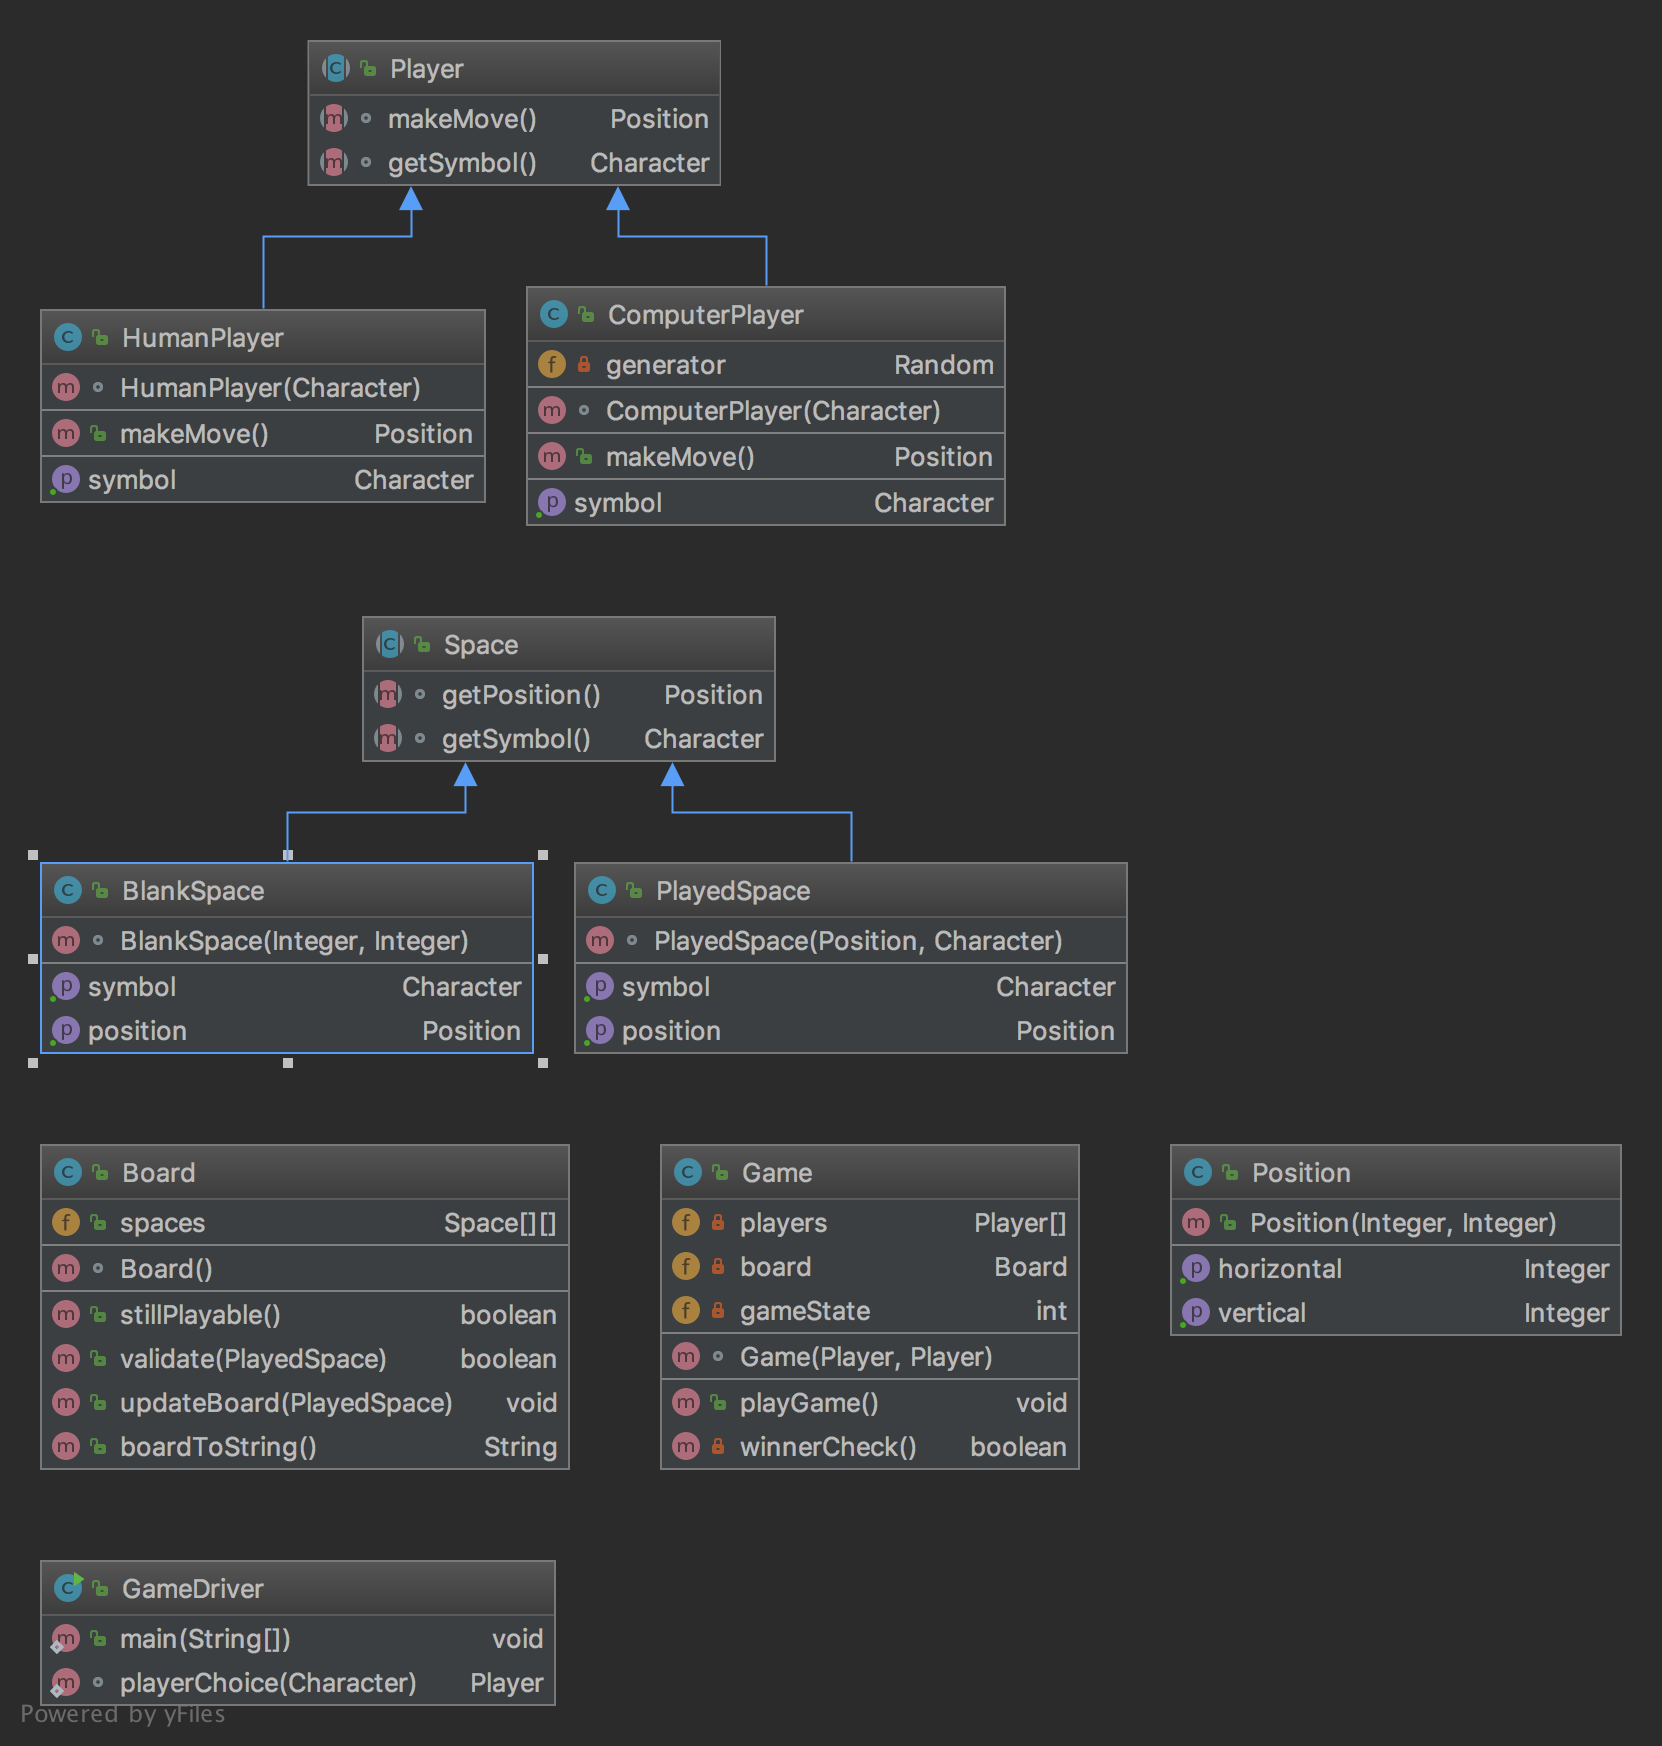 Player
makeMove() Position
getSymbol() Character
HumanPlayer
HumanPlayer(Character)
makeMove() Position
symbol Character
ComputerPlayer
generator Random
ComputerPlayer(Character)
makeMove() Position
symbol Character
Space
getPosition() Position
getSymbol() Character
BlankSpace
BlankSpace(Integer, Integer)
symbol Character
position Position
PlayedSpace
PlayedSpace(Position, Character)
symbol Character
position Position
Board
spaces Space[][]
Board()
stillPlayable() boolean
validate(PlayedSpace) boolean
updateBoard(PlayedSpace) void
boardToString() String
Game
players Player[]
board Board
gameState int
Game(Player, Player)
playGame() void
winnerCheck() boolean
Position
Position(Integer, Integer)
horizontal Integer
vertical Integer
GameDriver
main(String[]) void
playerChoice(Character) Player
Powered by yFiles